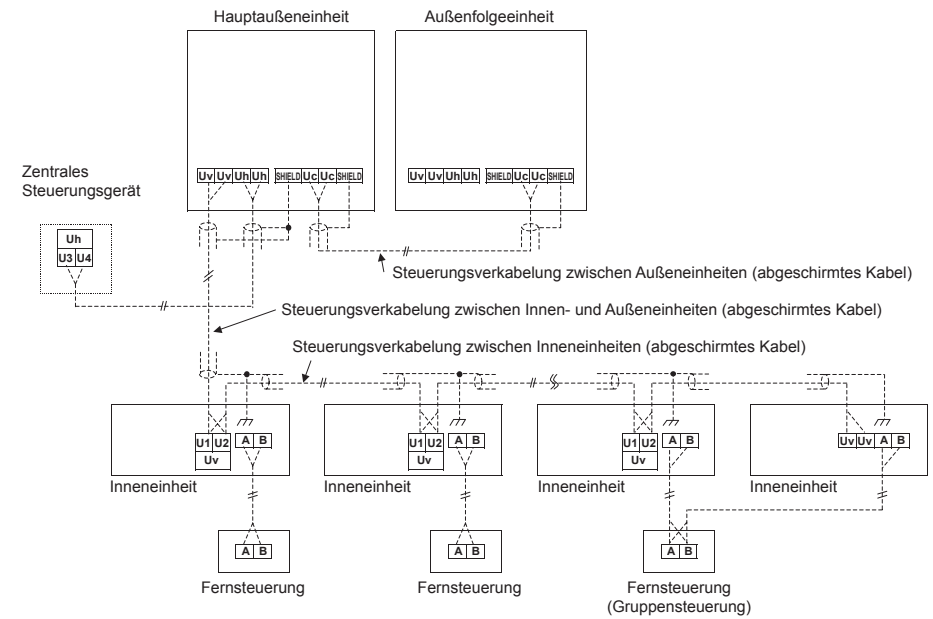 Hauptaußeneinheit
Außenfolgeeinheit
Uv Uv Uh Uh SHIELD Uc Uc SHIELD
Uv Uv Uh Uh SHIELD Uc Uc SHIELD
Zentrales
Steuerungsgerät
Uh
U3 U4
Steuerungsverkabelung zwischen Außeneinheiten (abgeschirmtes Kabel)
Steuerungsverkabelung zwischen Innen- und Außeneinheiten (abgeschirmtes Kabel)
Steuerungsverkabelung zwischen Inneneinheiten (abgeschirmtes Kabel)
U1 U2 A B
Uv
U1 U2 A B
Uv
U1 U2 A B
Uv
Uv Uv A B
Inneneinheit
Inneneinheit
Inneneinheit
Inneneinheit
A B
A B
A B
Fernsteuerung
Fernsteuerung
Fernsteuerung
(Gruppensteuerung)